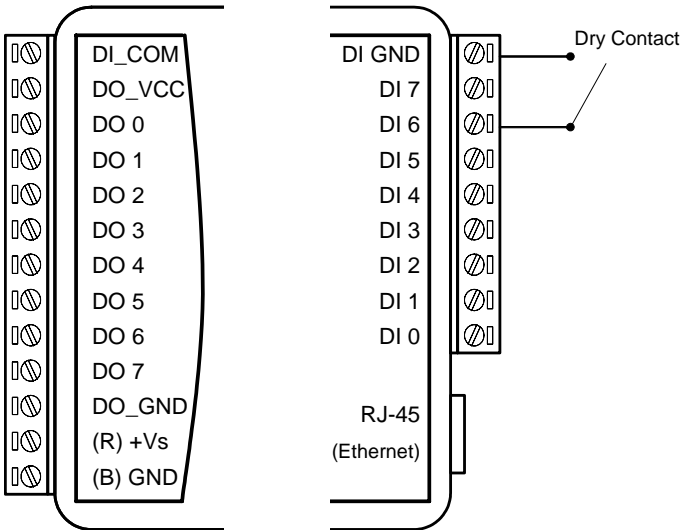 DI_COM
DO_VCC
DO 0
DO 1
DO 2
DO 3
DO 4
DO 5
DO 6
DO 7
DO_GND
(R) +Vs
(B) GND
DI GND
DI 7
DI 6
DI 5
DI 4
DI 3
DI 2
DI 1
DI 0
RJ-45
(Ethernet)
Dry Contact